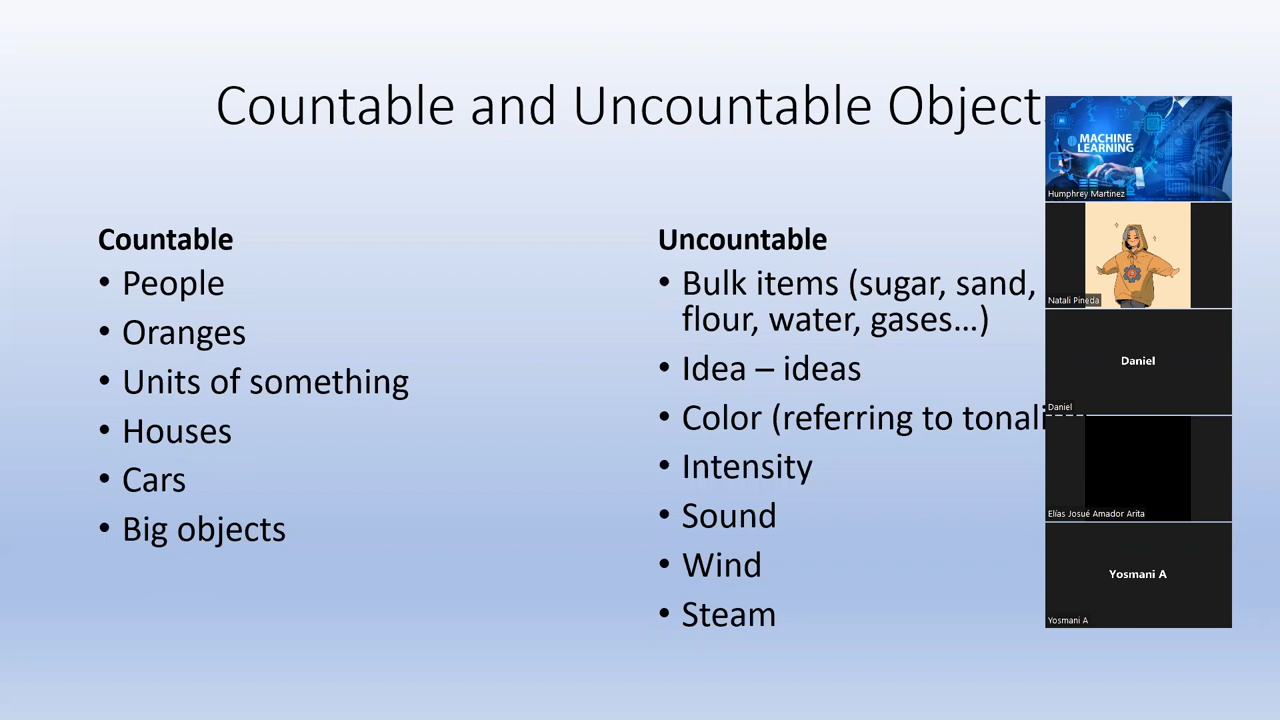 Countable and Uncountable Object
Countable
• People
• Oranges
• Units of something
• Houses
• Cars
• Big objects
Uncountable
• Bulk items (sugar, sand,
flour, water, gases...)
• Idea – ideas
• Color (referring to
• Intensity
• Sound
• Wind
• Steam
MACHINE
LEARNING
Humphrey Martinez
Natali Pineda
Daniel
Daniel
Elías Josué Amador Arita
Yosmani A
Yosmani A